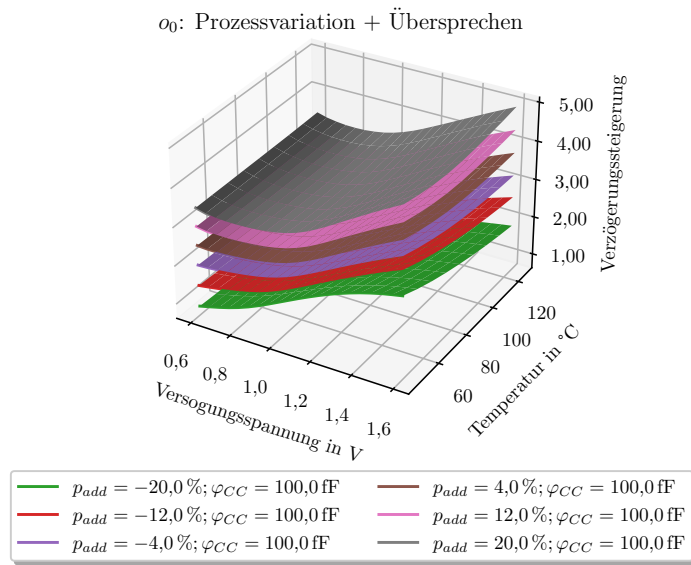 o₀: Prozessvariation + Übersprechen
5,00
4,00
3,00
2,00
1,00
Verzögerungssteigerung
0,6
0,8
1,0
1,2
1,4
1,6
Versogungsspannung in V
60
80
100
120
Temperatur in °C
p_add = −20,0 %; φ_CC = 100,0 fF
p_add = −12,0 %; φ_CC = 100,0 fF
p_add = −4,0 %; φ_CC = 100,0 fF
p_add = 4,0 %; φ_CC = 100,0 fF
p_add = 12,0 %; φ_CC = 100,0 fF
p_add = 20,0 %; φ_CC = 100,0 fF